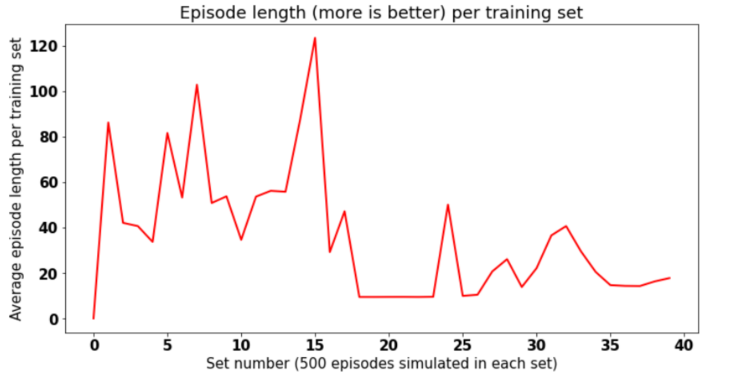 Episode length (more is better) per training set
Average episode length per training set
120
100
80
60
40
20
0
0 5 10 15 20 25 30 35 40
Set number (500 episodes simulated in each set)